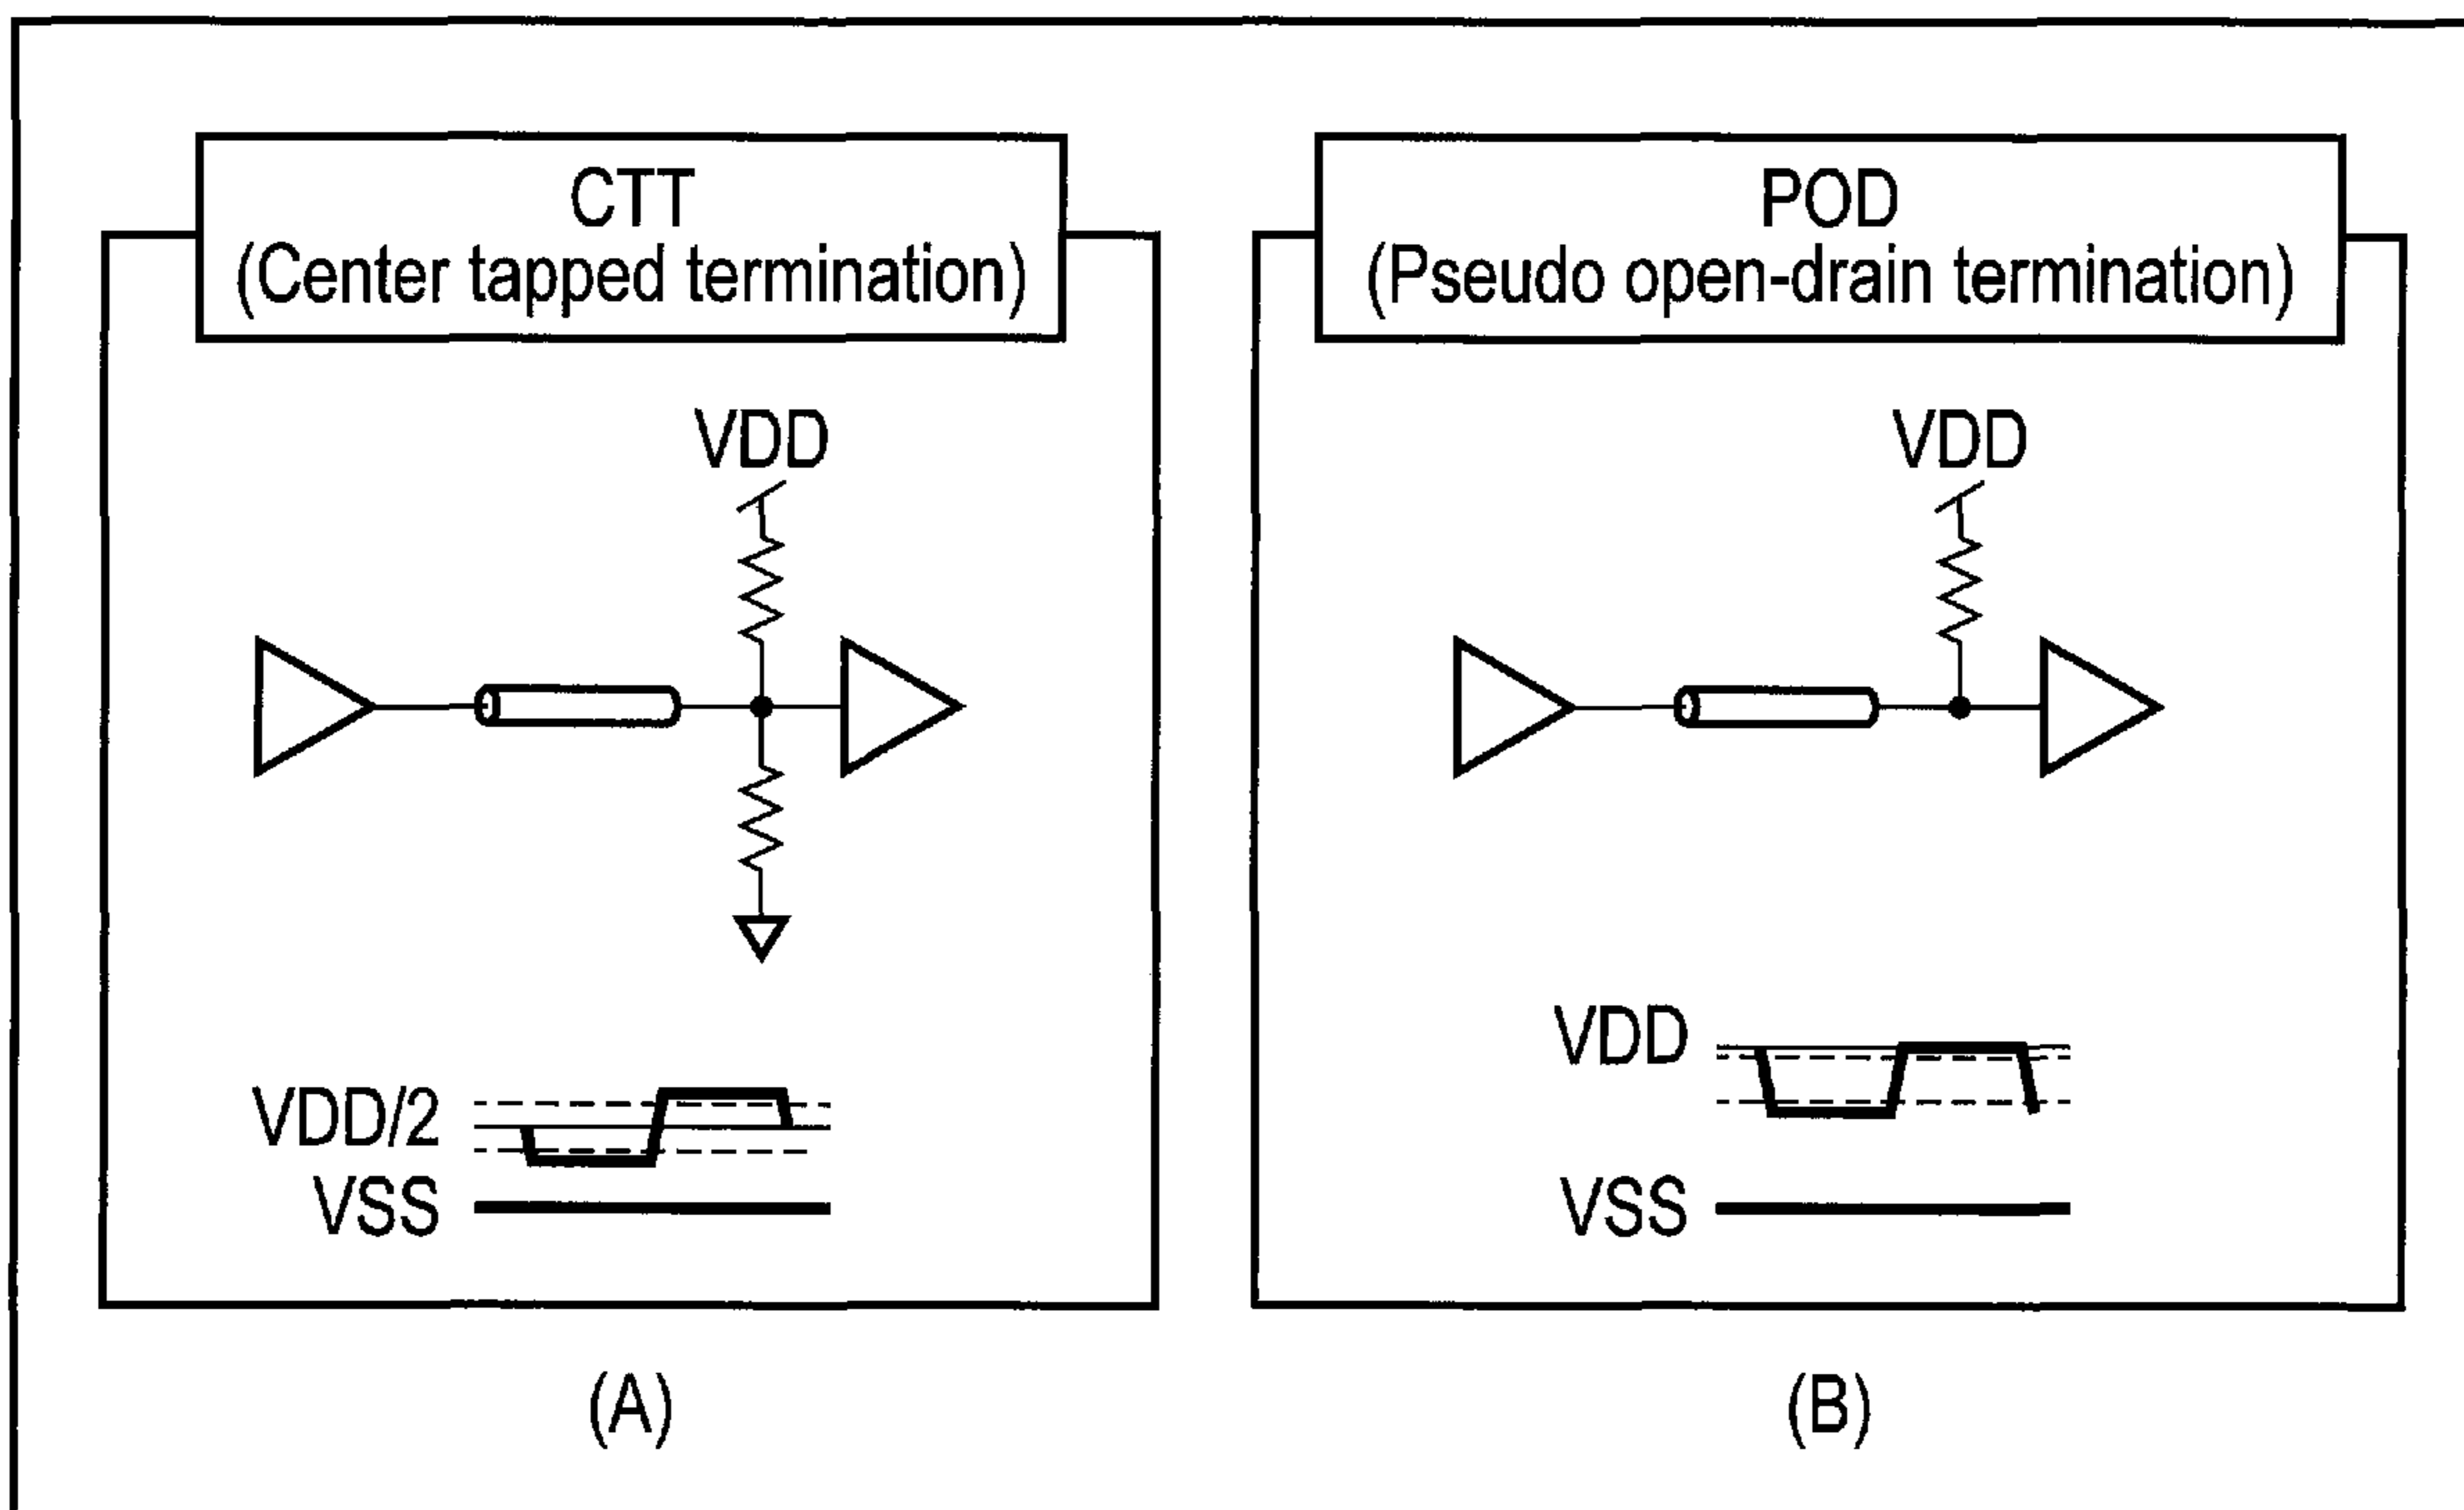 CTT
(Center tapped termination)
VDD
VDD/2
VSS
(A)
POD
(Pseudo open-drain termination)
VDD
VDD
VSS
(B)